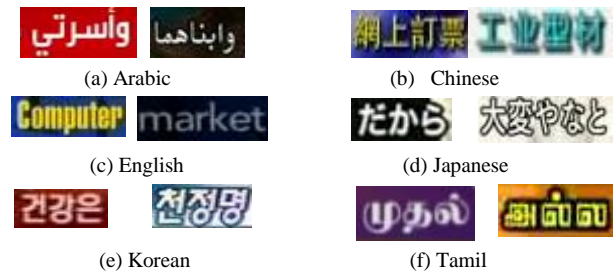 وأسرتي وابناهما 網上訂票 工业型材
(a) Arabic (b) Chinese
Computer market だから 大変やなと
(c) English (d) Japanese
건강은 천정명 முதல் அல்ல
(e) Korean (f) Tamil